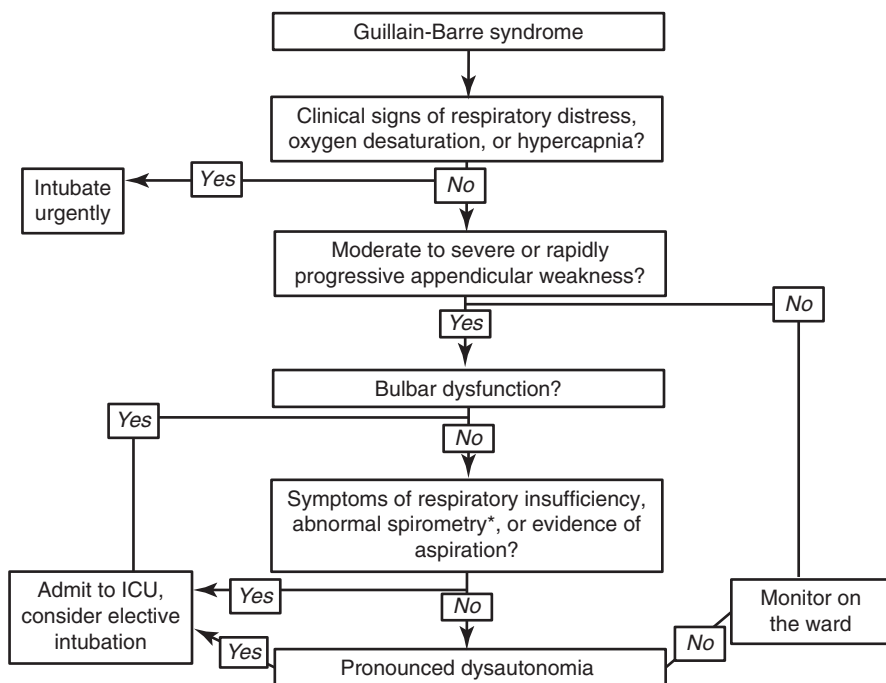 Guillain-Barre syndrome
Clinical signs of respiratory distress,
oxygen desaturation, or hypercapnia?
Yes
No
Intubate
urgently
Moderate to severe or rapidly
progressive appendicular weakness?
No
Yes
Bulbar dysfunction?
Yes
No
Symptoms of respiratory insufficiency,
abnormal spirometry*, or evidence of
aspiration?
Admit to ICU,
consider elective
intubation
Yes
No
Monitor on
the ward
Yes
No
Pronounced dysautonomia